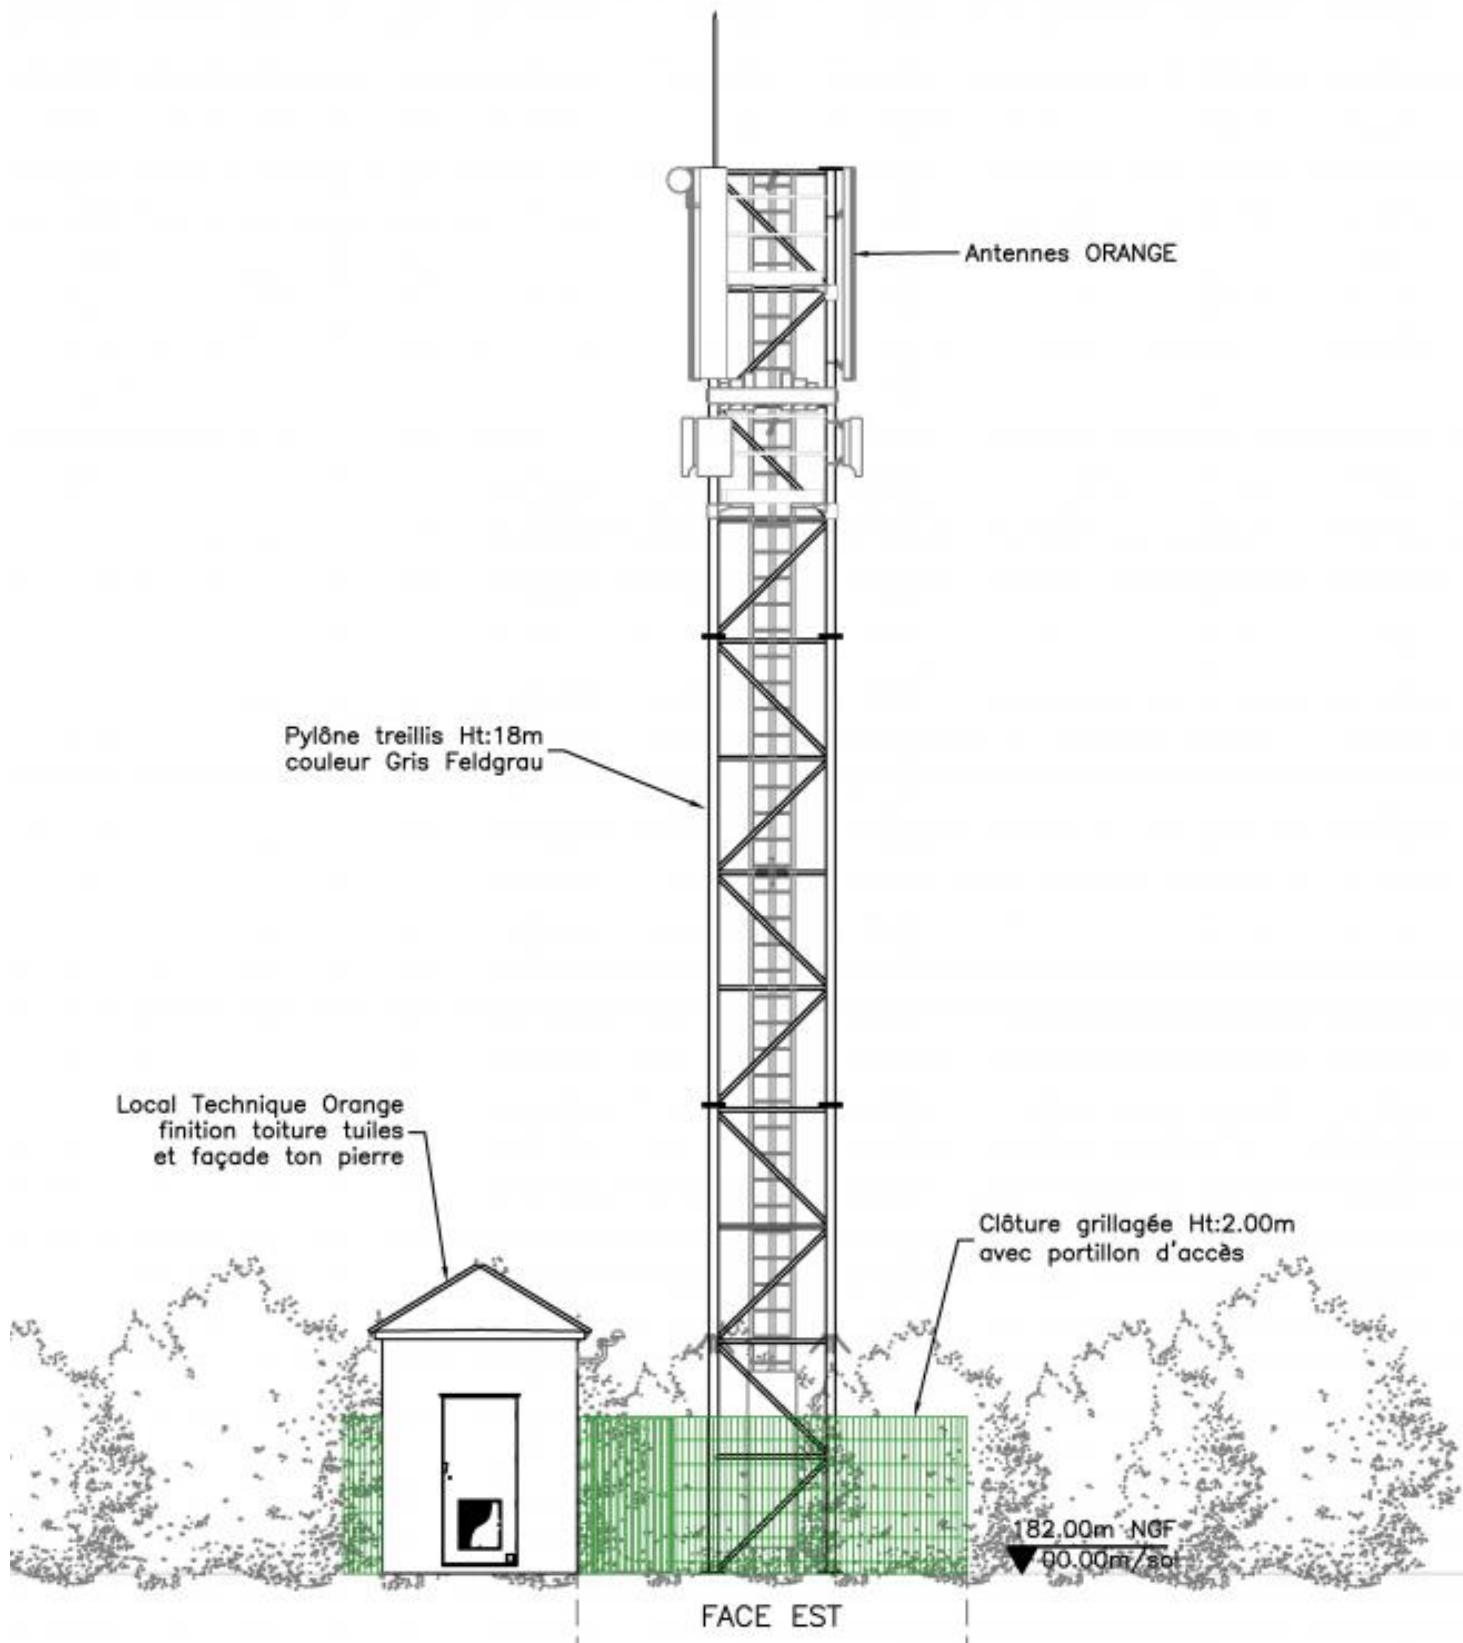 Antennes ORANGE
Pylône treillis Ht:18m
couleur Gris Feldgrau
Local Technique Orange
finition toiture tuiles
et façade ton pierre
Clôture grillagée Ht:2.00m
avec portillon d'accès
182.00m NGF
00.00m/sol
FACE EST